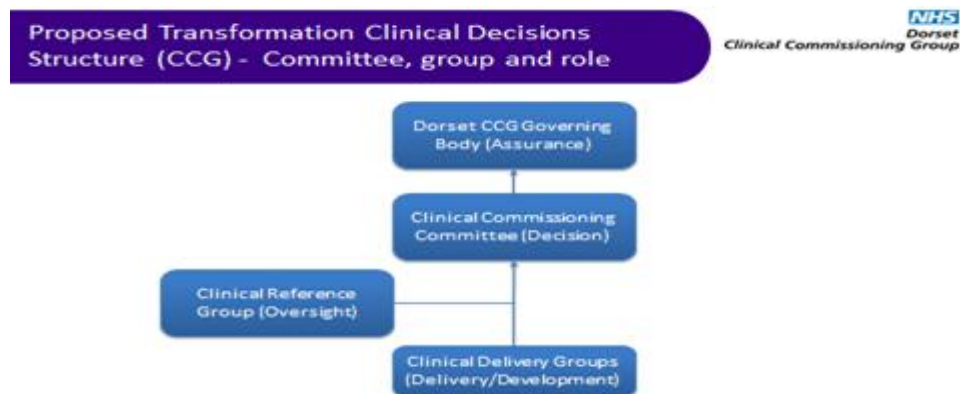 Proposed Transformation Clinical Decisions
Structure (CCG) - Committee, group and role
NHS
Dorset
Clinical Commissioning Group
Dorset CCG Governing
Body (Assurance)
Clinical Commissioning
Committee (Decision)
Clinical Reference
Group (Oversight)
Clinical Delivery Groups
(Delivery/Development)